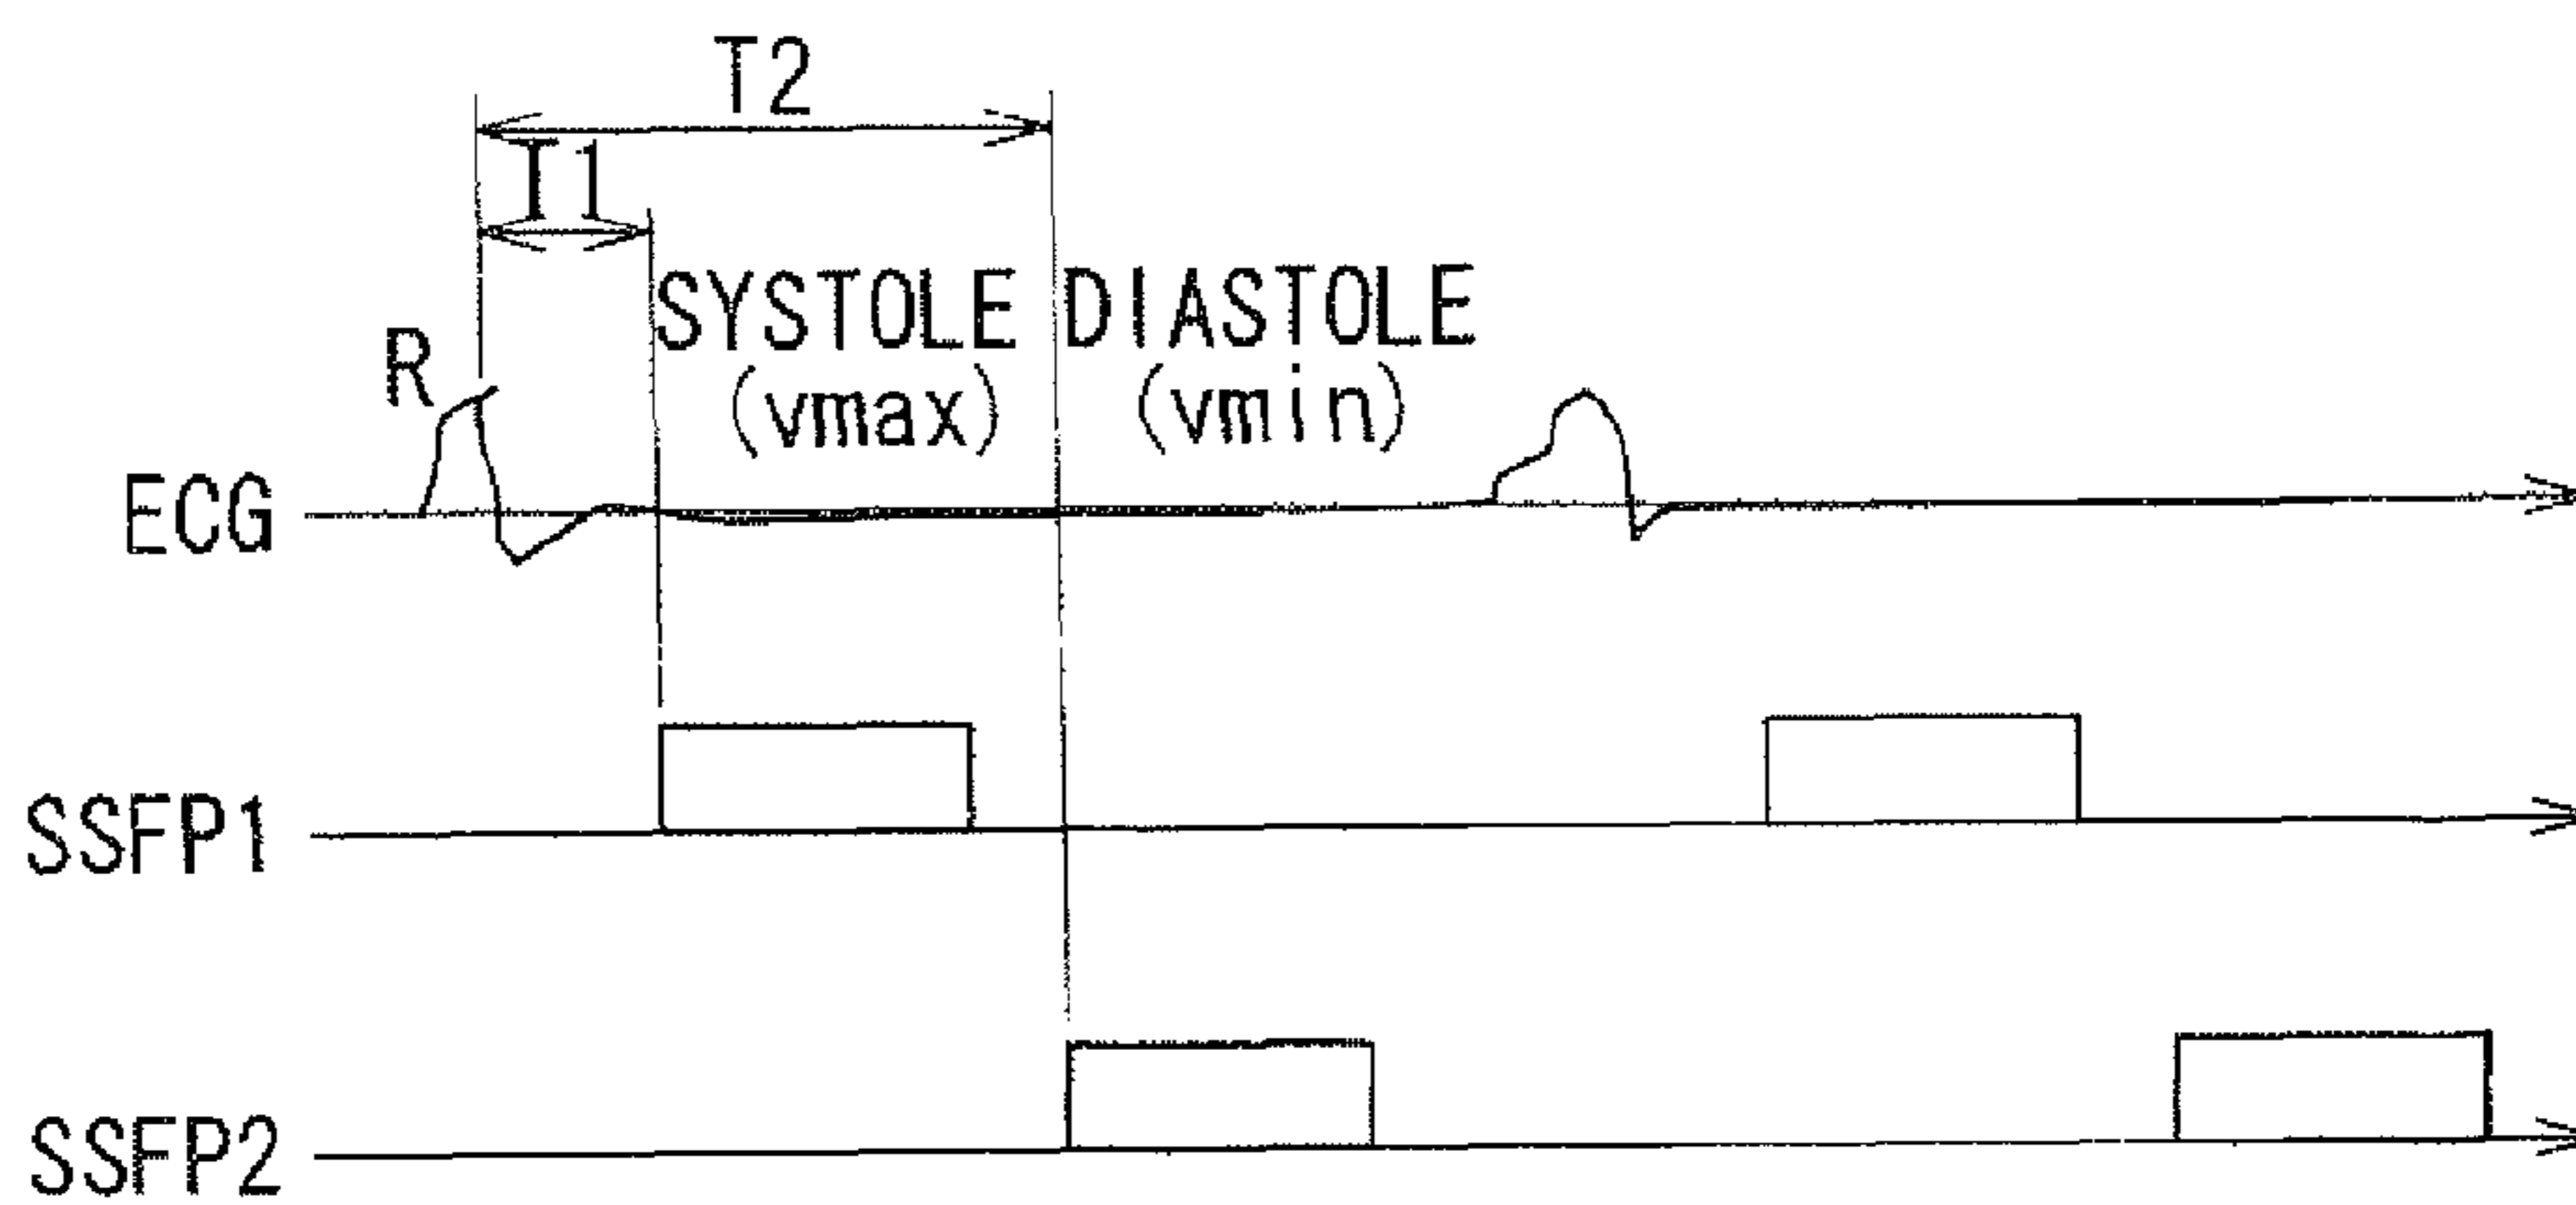 T2
T1
SYSTOLE DIASTOLE
R
(vmax) (vmin)
ECG
SSFP1
SSFP2